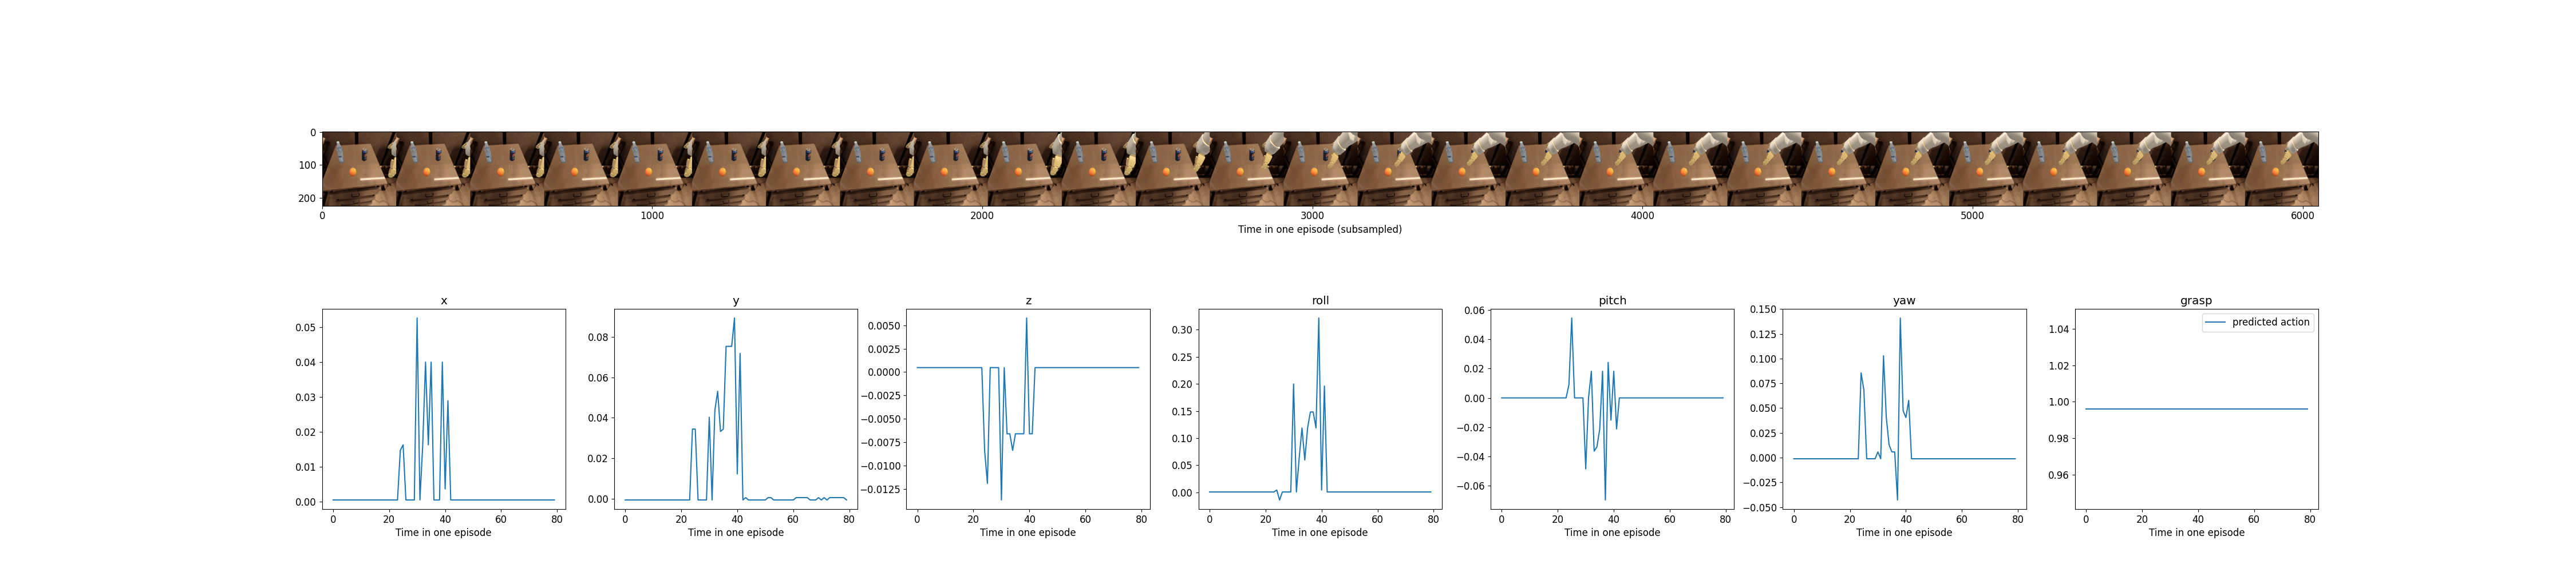 0
100
200
0 1000 2000 3000 4000 5000 6000
Time in one episode (subsampled)
x
0.05
0.04
0.03
0.02
0.01
0.00
0 20 40 60 80
Time in one episode
y
0.08
0.06
0.04
0.02
0.00
0 20 40 60 80
Time in one episode
z
0.0050
0.0025
0.0000
−0.0025
−0.0050
−0.0075
−0.0100
−0.0125
0 20 40 60 80
Time in one episode
roll
0.30
0.25
0.20
0.15
0.10
0.05
0.00
0 20 40 60 80
Time in one episode
pitch
0.06
0.04
0.02
0.00
−0.02
−0.04
−0.06
0 20 40 60 80
Time in one episode
yaw
0.150
0.125
0.100
0.075
0.050
0.025
0.000
−0.025
−0.050
0 20 40 60 80
Time in one episode
grasp
predicted action
1.04
1.02
1.00
0.98
0.96
0 20 40 60 80
Time in one episode